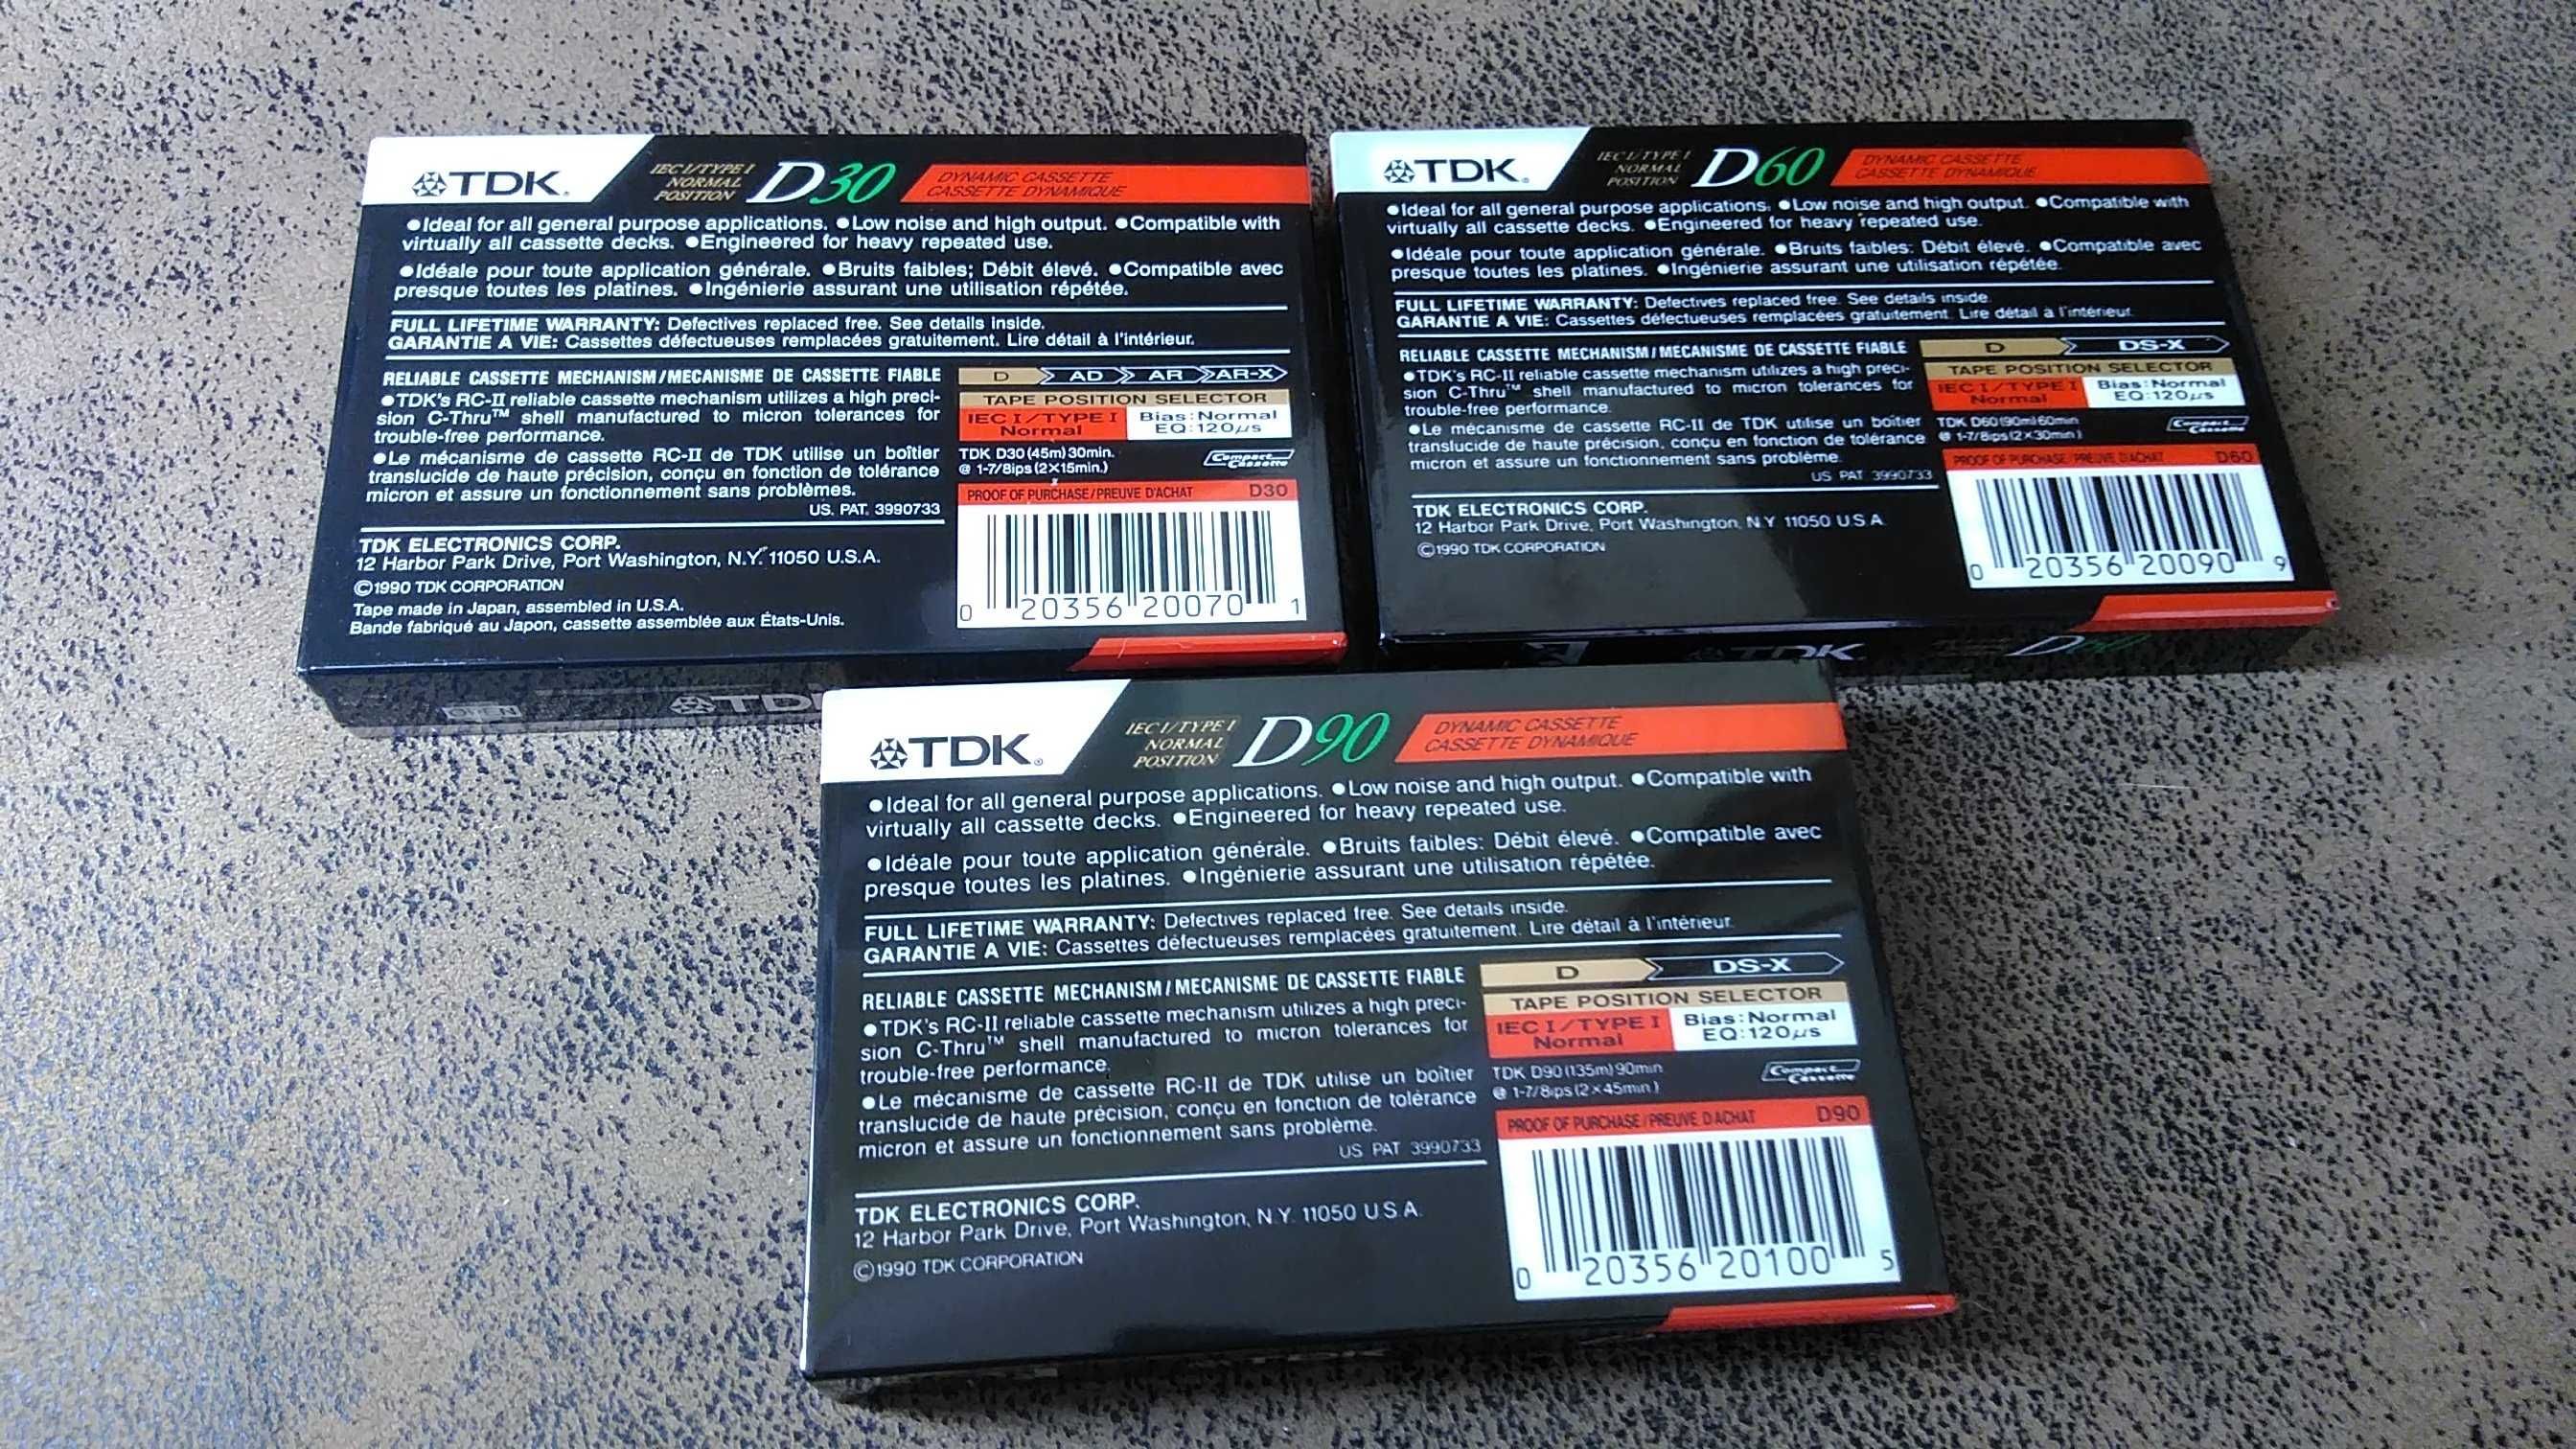 TDK®
IEC I/TYPE I
NORMAL
POSITION
D30
DYNAMIC CASSETTE
CASSETTE DYNAMIQUE
●Ideal for all general purpose applications. ●Low noise and high output. ●Compatible with
virtually all cassette decks. ●Engineered for heavy repeated use.
●Idéale pour toute application générale. ●Bruits faibles; Débit élevé. ●Compatible avec
presque toutes les platines. ●Ingénierie assurant une utilisation répétée.
FULL LIFETIME WARRANTY: Defectives replaced free. See details inside.
GARANTIE A VIE: Cassettes défectueuses remplacées gratuitement. Lire détail à l'intérieur.
RELIABLE CASSETTE MECHANISM/MECANISME DE CASSETTE FIABLE
●TDK's RC-II reliable cassette mechanism utilizes a high preci-
sion C-Thru™ shell manufactured to micron tolerances for
trouble-free performance.
●Le mécanisme de cassette RC-II de TDK utilise un boîtier
translucide de haute précision, conçu en fonction de tolérance
micron et assure un fonctionnement sans problèmes.
US. PAT. 3990733
TDK ELECTRONICS CORP.
12 Harbor Park Drive, Port Washington, N.Y. 11050 U.S.A.
©1990 TDK CORPORATION
Tape made in Japan, assembled in U.S.A.
Bande fabriqué au Japon, cassette assemblée aux États-Unis.
D AD AR AR-X
TAPE POSITION SELECTOR
IEC I/TYPE I
Normal
Bias:Normal
EQ:120µs
TDK D30 (45m) 30min.
@ 1-7/8ips (2×15min.)
Compact
Cassette
PROOF OF PURCHASE/PREUVE D'ACHAT D30
0 20356 20070 1
TDK
TDK®
IEC I/TYPE I
NORMAL
POSITION
D60
DYNAMIC CASSETTE
CASSETTE DYNAMIQUE
●Ideal for all general purpose applications. ●Low noise and high output. ●Compatible with
virtually all cassette decks. ●Engineered for heavy repeated use.
●Idéale pour toute application générale. ●Bruits faibles: Débit élevé. ●Compatible avec
presque toutes les platines. ●Ingénierie assurant une utilisation répétée.
FULL LIFETIME WARRANTY: Defectives replaced free. See details inside.
GARANTIE A VIE: Cassettes défectueuses remplacées gratuitement. Lire détail à l'intérieur.
RELIABLE CASSETTE MECHANISM/MECANISME DE CASSETTE FIABLE
●TDK's RC-II reliable cassette mechanism utilizes a high preci-
sion C-Thru™ shell manufactured to micron tolerances for
trouble-free performance.
●Le mécanisme de cassette RC-II de TDK utilise un boîtier
translucide de haute précision, conçu en fonction de tolérance
micron et assure un fonctionnement sans problème.
US PAT 3990733
TDK ELECTRONICS CORP.
12 Harbor Park Drive, Port Washington, N.Y. 11050 U.S.A.
©1990 TDK CORPORATION
D DS-X
TAPE POSITION SELECTOR
IEC I/TYPE I
Normal
Bias:Normal
EQ:120µs
TDK D60 (90m) 60min
@ 1-7/8ips (2×30min)
Compact
Cassette
PROOF OF PURCHASE/PREUVE D'ACHAT D60
0 20356 20090 9
TDK D60
TDK®
IEC I/TYPE I
NORMAL
POSITION
D90
DYNAMIC CASSETTE
CASSETTE DYNAMIQUE
●Ideal for all general purpose applications. ●Low noise and high output. ●Compatible with
virtually all cassette decks. ●Engineered for heavy repeated use.
●Idéale pour toute application générale. ●Bruits faibles: Débit élevé. ●Compatible avec
presque toutes les platines. ●Ingénierie assurant une utilisation répétée.
FULL LIFETIME WARRANTY: Defectives replaced free. See details inside.
GARANTIE A VIE: Cassettes défectueuses remplacées gratuitement. Lire détail à l'intérieur.
RELIABLE CASSETTE MECHANISM/MECANISME DE CASSETTE FIABLE
●TDK's RC-II reliable cassette mechanism utilizes a high preci-
sion C-Thru™ shell manufactured to micron tolerances for
trouble-free performance.
●Le mécanisme de cassette RC-II de TDK utilise un boîtier
translucide de haute précision, conçu en fonction de tolérance
micron et assure un fonctionnement sans problème.
US PAT 3990733
TDK ELECTRONICS CORP.
12 Harbor Park Drive, Port Washington, N.Y. 11050 U.S.A.
©1990 TDK CORPORATION
D DS-X
TAPE POSITION SELECTOR
IEC I/TYPE I
Normal
Bias:Normal
EQ:120µs
TDK D90 (135m) 90min
@ 1-7/8ips (2×45min)
Compact
Cassette
PROOF OF PURCHASE/PREUVE D'ACHAT D90
0 20356 20100 5